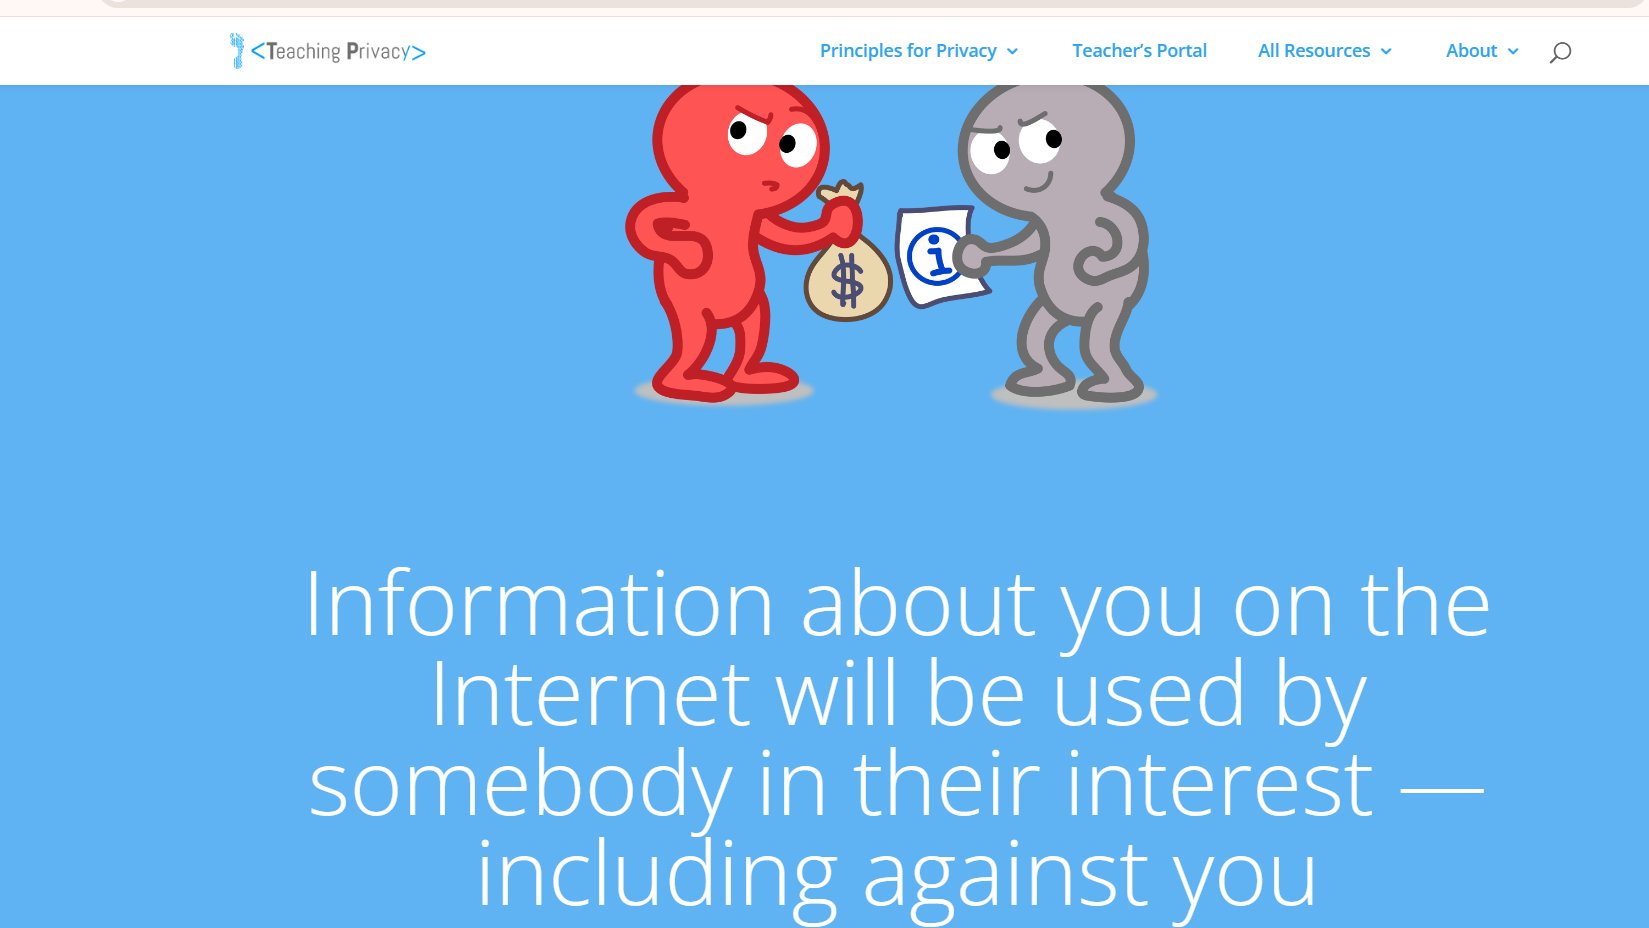 <Teaching Privacy>
Principles for Privacy
Teacher’s Portal
All Resources
About
$
i
Information about you on the
Internet will be used by
somebody in their interest —
including against you